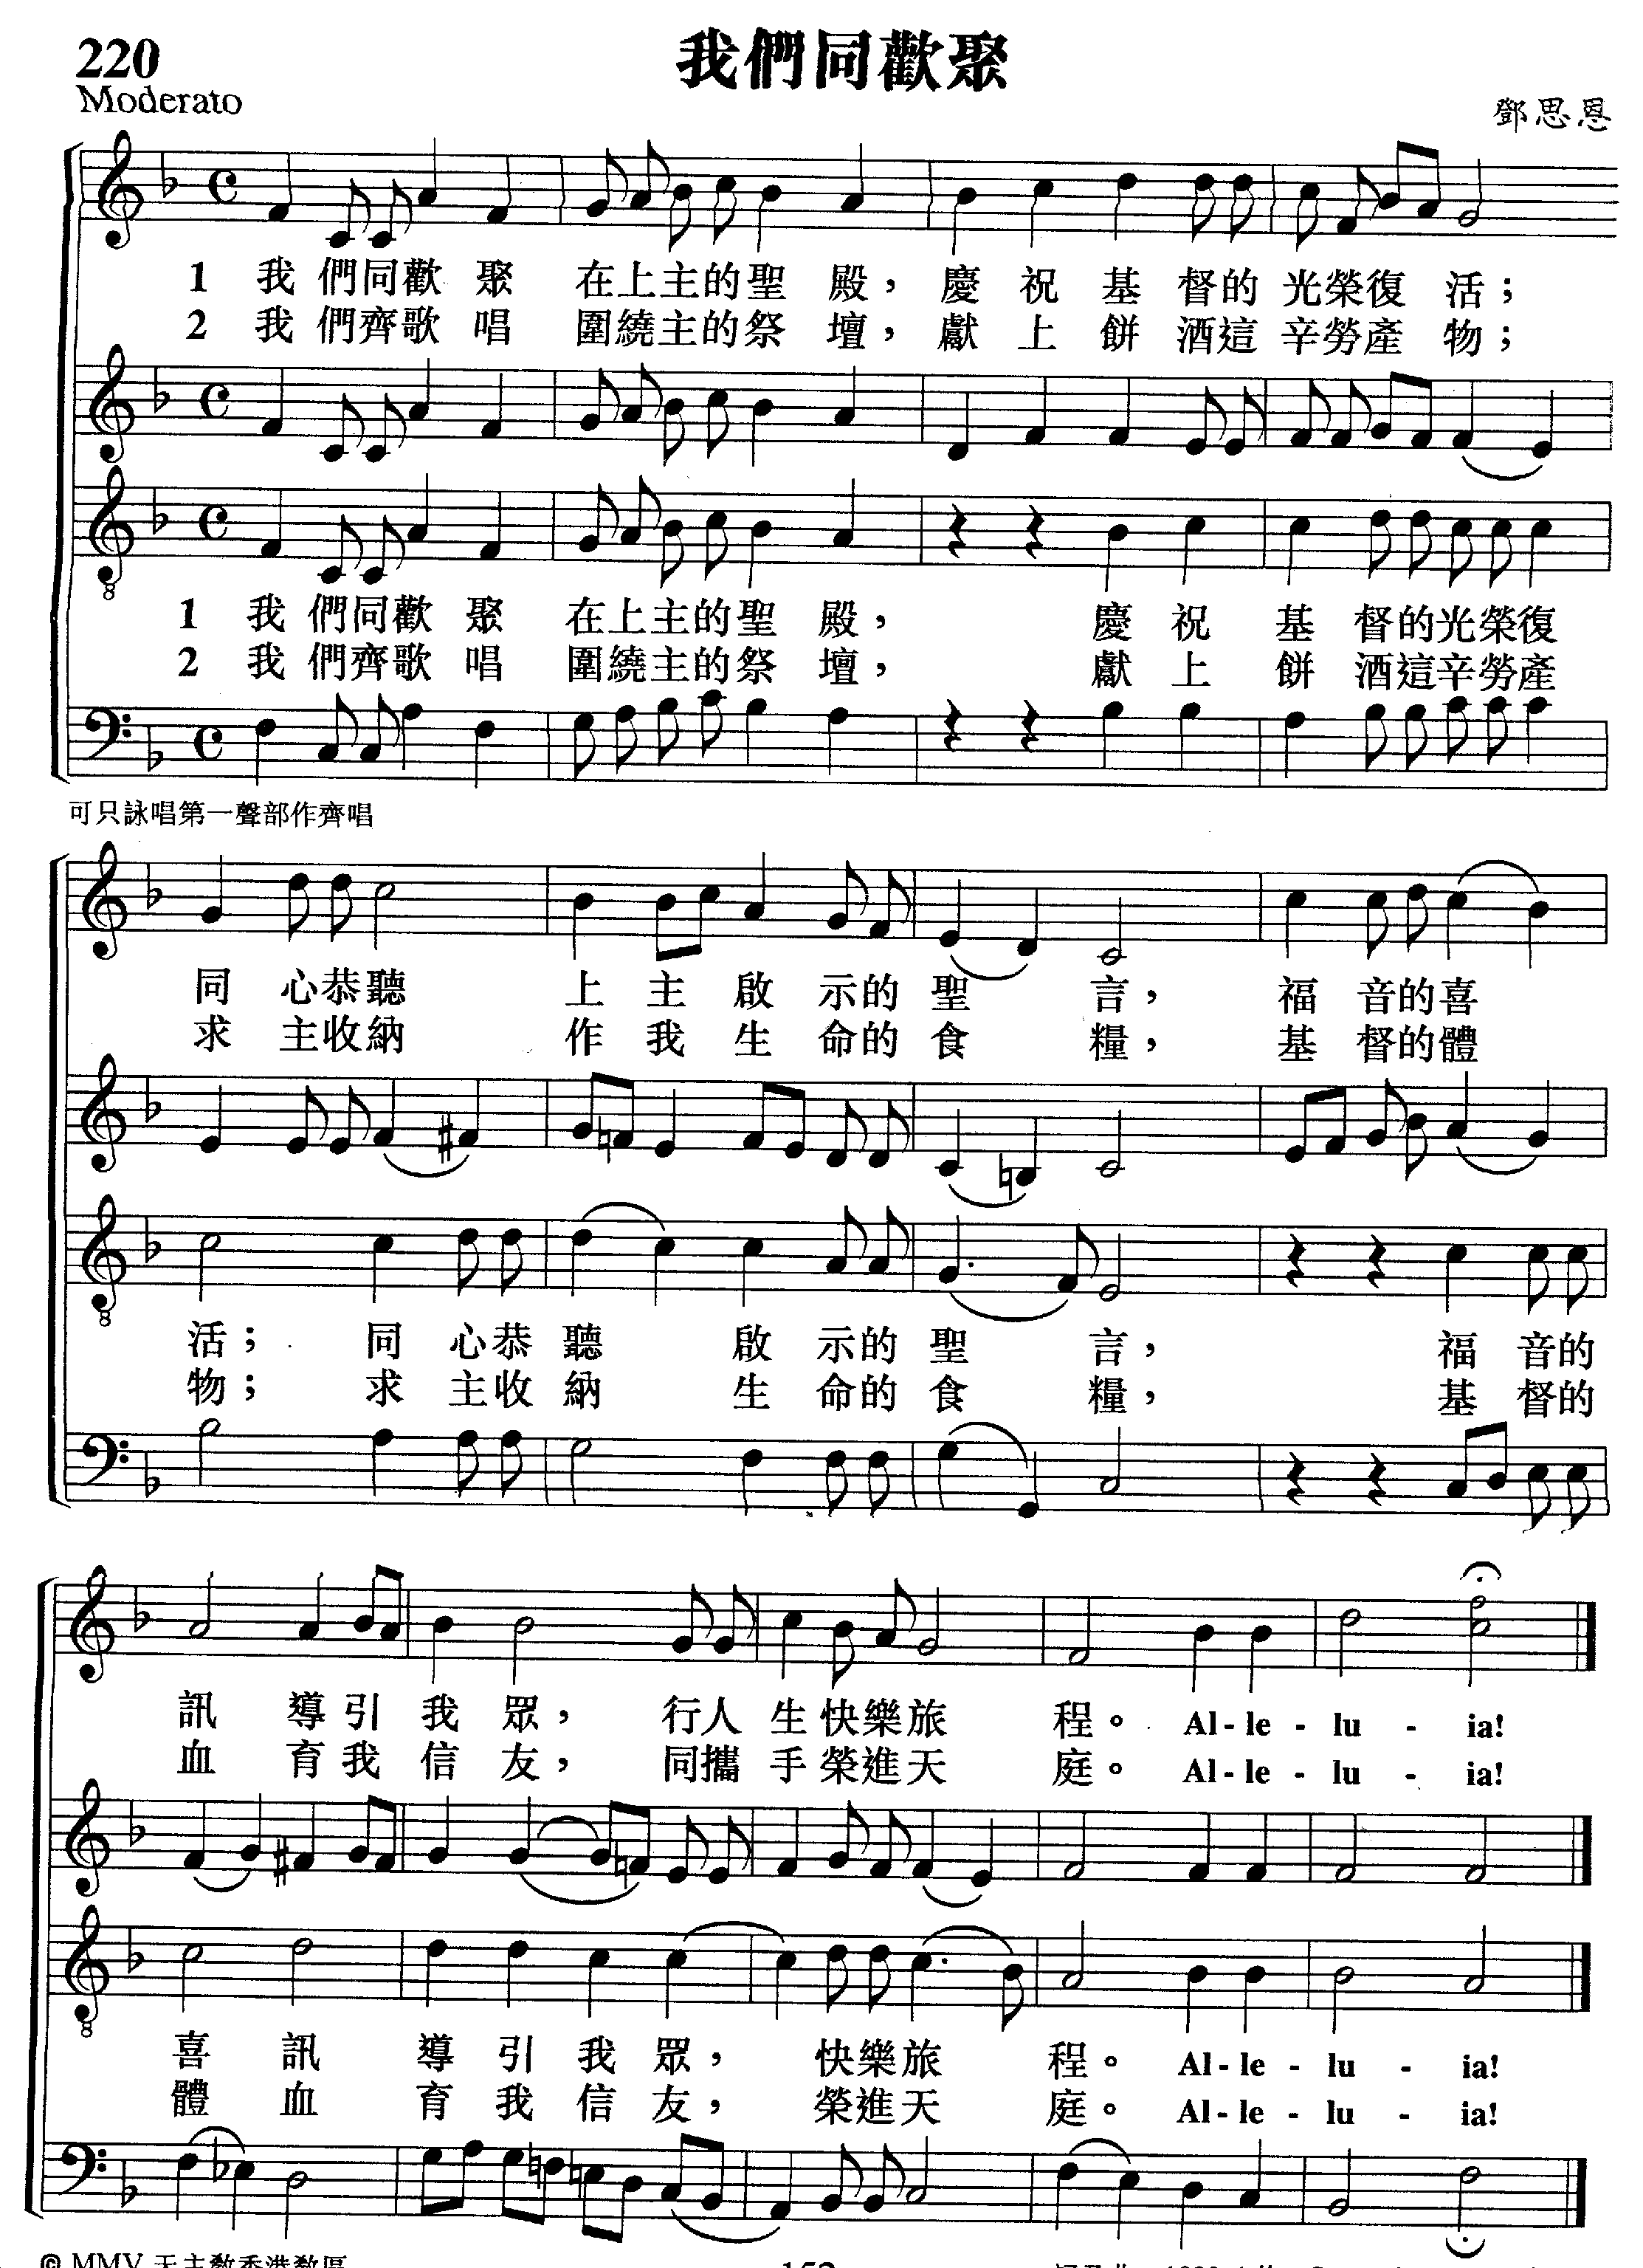 220
我們同歡聚
Moderato
鄧思恩
1 我們同歡聚在上主的聖殿，慶祝基督的光榮復活；
2 我們齊歌唱圍繞主的祭壇，獻上餅酒這辛勞產物；
1 我們同歡聚在上主的聖殿，慶祝基督的光榮復
2 我們齊歌唱圍繞主的祭壇，獻上餅酒這辛勞產
可只詠唱第一聲部作齊唱
同心恭聽上主啟示的聖言，福音的喜
求主收納作我生命的食糧，基督的體
活；同心恭聽啟示的聖言，福音的
物；求主收納生命的食糧，基督的
訊導引我眾，行人生快樂旅程。Al-le-lu-ia!
血育我信友，同攜手榮進天庭。Al-le-lu-ia!
喜訊導引我眾，快樂旅程。Al-le-lu-ia!
體血育我信友，榮進天庭。Al-le-lu-ia!
© MMV 天主教香港教區